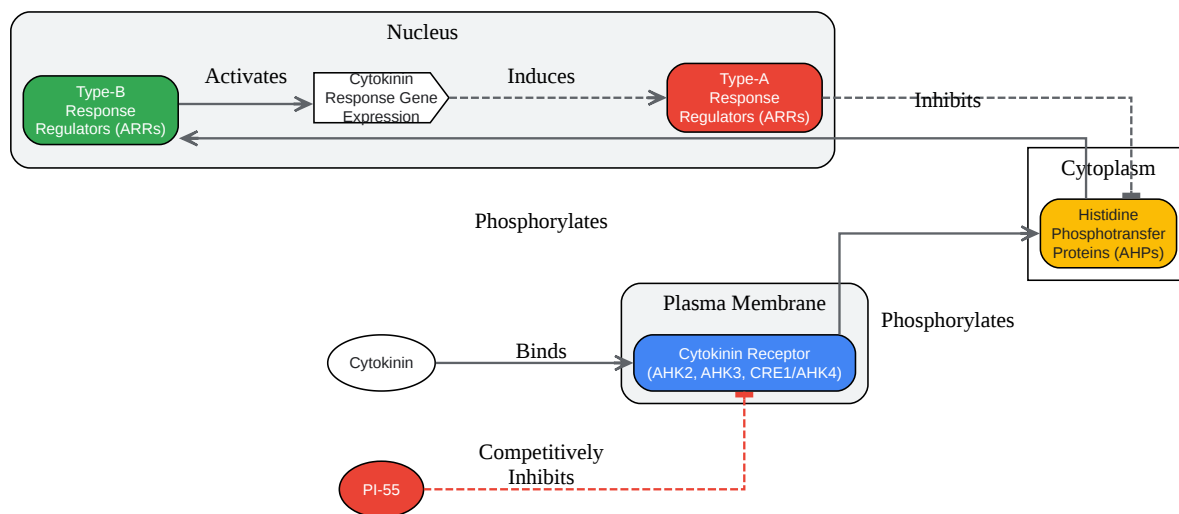 Nucleus
Type-B
Response
Regulators (ARRs)
Activates
Cytokinin
Response Gene
Expression
Induces
Type-A
Response
Regulators (ARRs)
Inhibits
Cytoplasm
Histidine
Phosphotransfer
Proteins (AHPs)
Phosphorylates
Plasma Membrane
Phosphorylates
Cytokinin
Binds
Cytokinin Receptor
(AHK2, AHK3, CRE1/AHK4)
Competitively
Inhibits
PI-55